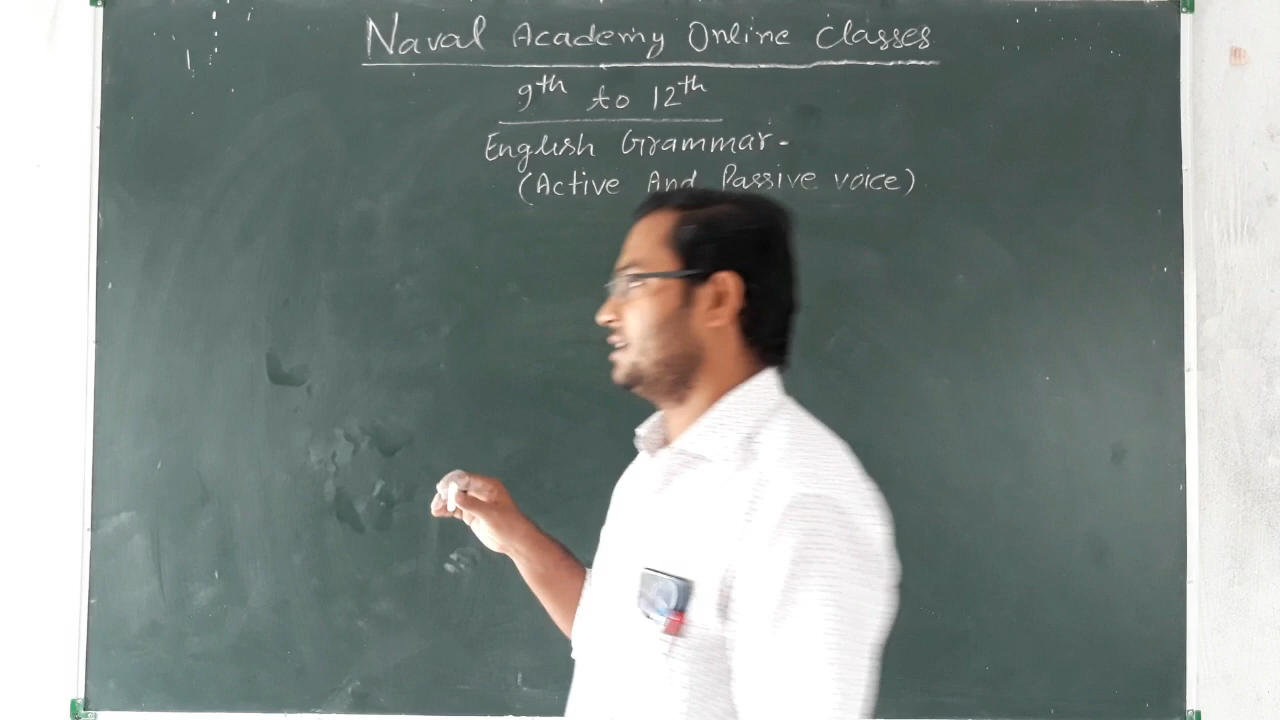 Naval Academy Online classes
9th to 12th
English Grammar.
(Active And Passive voice)